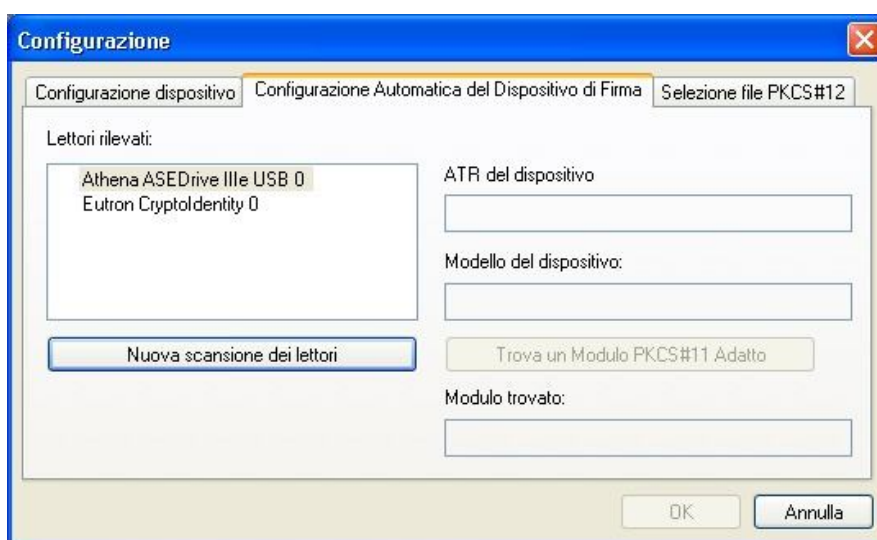 Configurazione
Configurazione dispositivo
Configurazione Automatica del Dispositivo di Firma
Selezione file PKCS#12
Lettori rilevati:
Athena ASEDrive IIIe USB 0
Eutron CryptoIdentity 0
Nuova scansione dei lettori
ATR del dispositivo
Modello del dispositivo:
Trova un Modulo PKCS#11 Adatto
Modulo trovato:
OK
Annulla